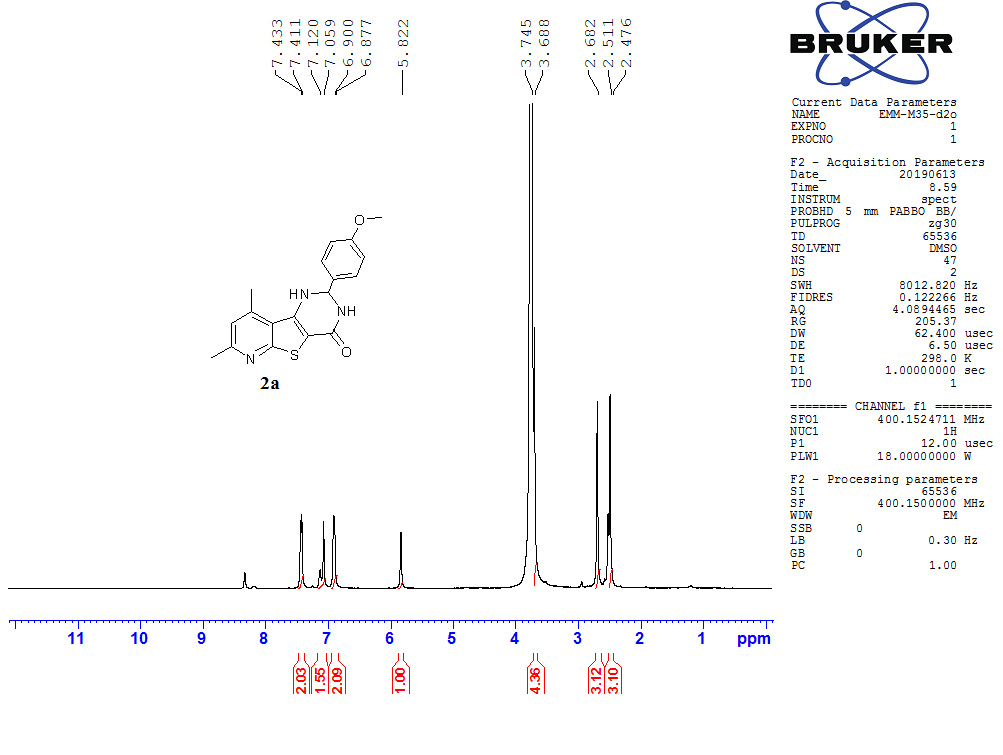 7.433
7.411
7.120
7.059
6.900
6.877
5.822
3.745
3.688
2.682
2.511
2.476
BRUKER
Current Data Parameters
NAME EMM-M35-d2o
EXPNO 1
PROCNO 1
F2 - Acquisition Parameters
Date_ 20190613
Time 8.59
INSTRUM spect
PROBHD 5 mm PABBO BB/
PULPROG zg30
TD 65536
SOLVENT DMSO
NS 47
DS 2
SWH 8012.820 Hz
FIDRES 0.122266 Hz
AQ 4.0894465 sec
RG 205.37
DW 62.400 usec
DE 6.50 usec
TE 298.0 K
D1 1.00000000 sec
TD0 1
======== CHANNEL f1 ========
SFO1 400.1524711 MHz
NUC1 1H
P1 12.00 usec
PLW1 18.00000000 W
F2 - Processing parameters
SI 65536
SF 400.1500000 MHz
WDW EM
SSB 0
LB 0.30 Hz
GB 0
PC 1.00
O
HN
NH
O
S
N
2a
11 10 9 8 7 6 5 4 3 2 1 ppm
2.03
1.55
2.09
1.00
4.36
3.12
3.10